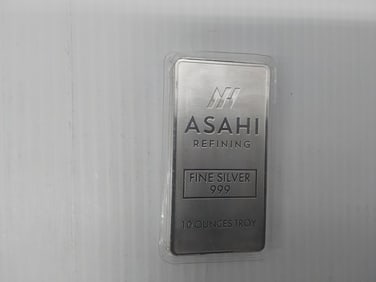 ASAHI
REFINING
FINE SILVER
999
10 OUNCES TROY